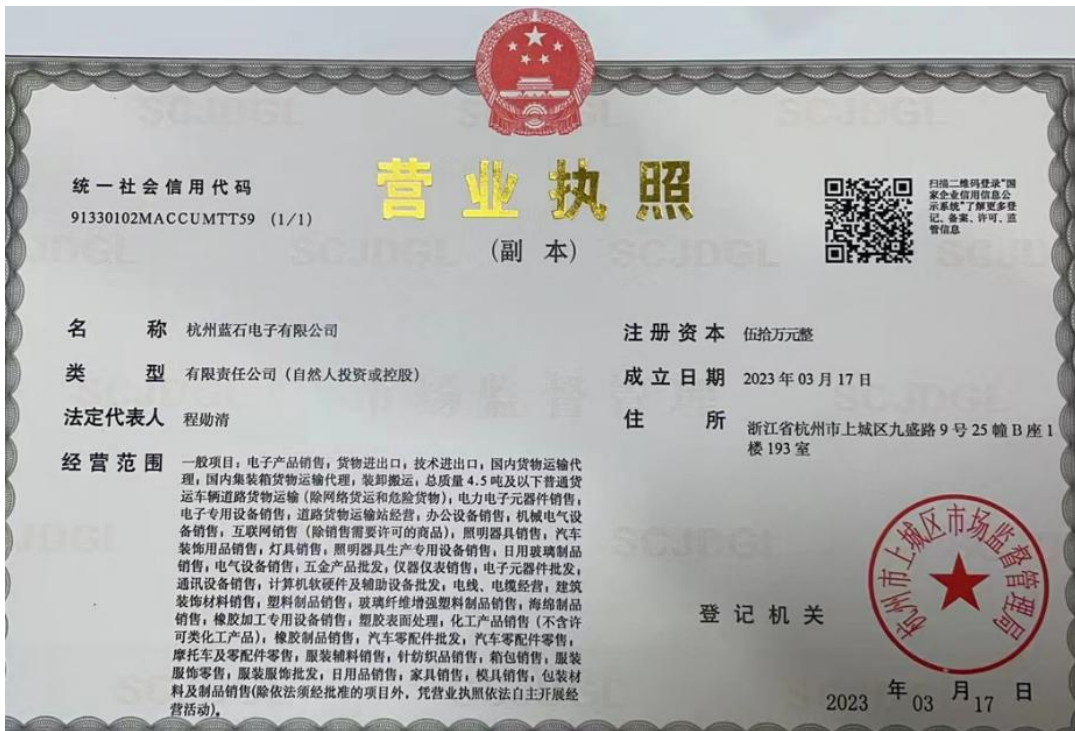 营业执照
(副 本)
统一社会信用代码
91330102MACCUMTT59 (1/1)
扫描二维码登录“国
家企业信用信息公
示系统”了解更多登
记、备案、许可、监
管信息
名 称 杭州蓝石电子有限公司
类 型 有限责任公司(自然人投资或控股)
法定代表人 程勋清
经营范围 一般项目:电子产品销售;货物进出口;技术进出口;国内货物运输代
理;国内集装箱货物运输代理;装卸搬运;总质量 4.5 吨及以下普通货
运车辆道路货物运输(除网络货运和危险货物);电力电子元器件销售;
电子专用设备销售;道路货物运输站经营;办公设备销售;机械电气设
备销售;互联网销售(除销售需要许可的商品);照明器具销售;汽车
装饰用品销售;灯具销售;照明器具生产专用设备销售;日用玻璃制品
销售;电气设备销售;五金产品批发;仪器仪表销售;电子元器件批发;
通讯设备销售;计算机软硬件及辅助设备批发;电线、电缆经营;建筑
装饰材料销售;塑料制品销售;玻璃纤维增强塑料制品销售;海绵制品
销售;橡胶加工专用设备销售;塑胶表面处理;化工产品销售(不含许
可类化工产品);橡胶制品销售;汽车零配件批发;汽车零配件零售;
摩托车及零配件零售;服装辅料销售;针纺织品销售;箱包销售;服装
服饰零售;服装服饰批发;日用品销售;家具销售;模具销售;包装材
料及制品销售(除依法须经批准的项目外,凭营业执照依法自主开展经
营活动)。
注册资本 伍拾万元整
成立日期 2023 年 03 月 17 日
住 所 浙江省杭州市上城区九盛路 9 号 25 幢 B 座 1
楼 193 室
登记机关
杭州市上城区市场监督管理局
2023 年 03 月 17 日
SCJDGL
市场监督管理